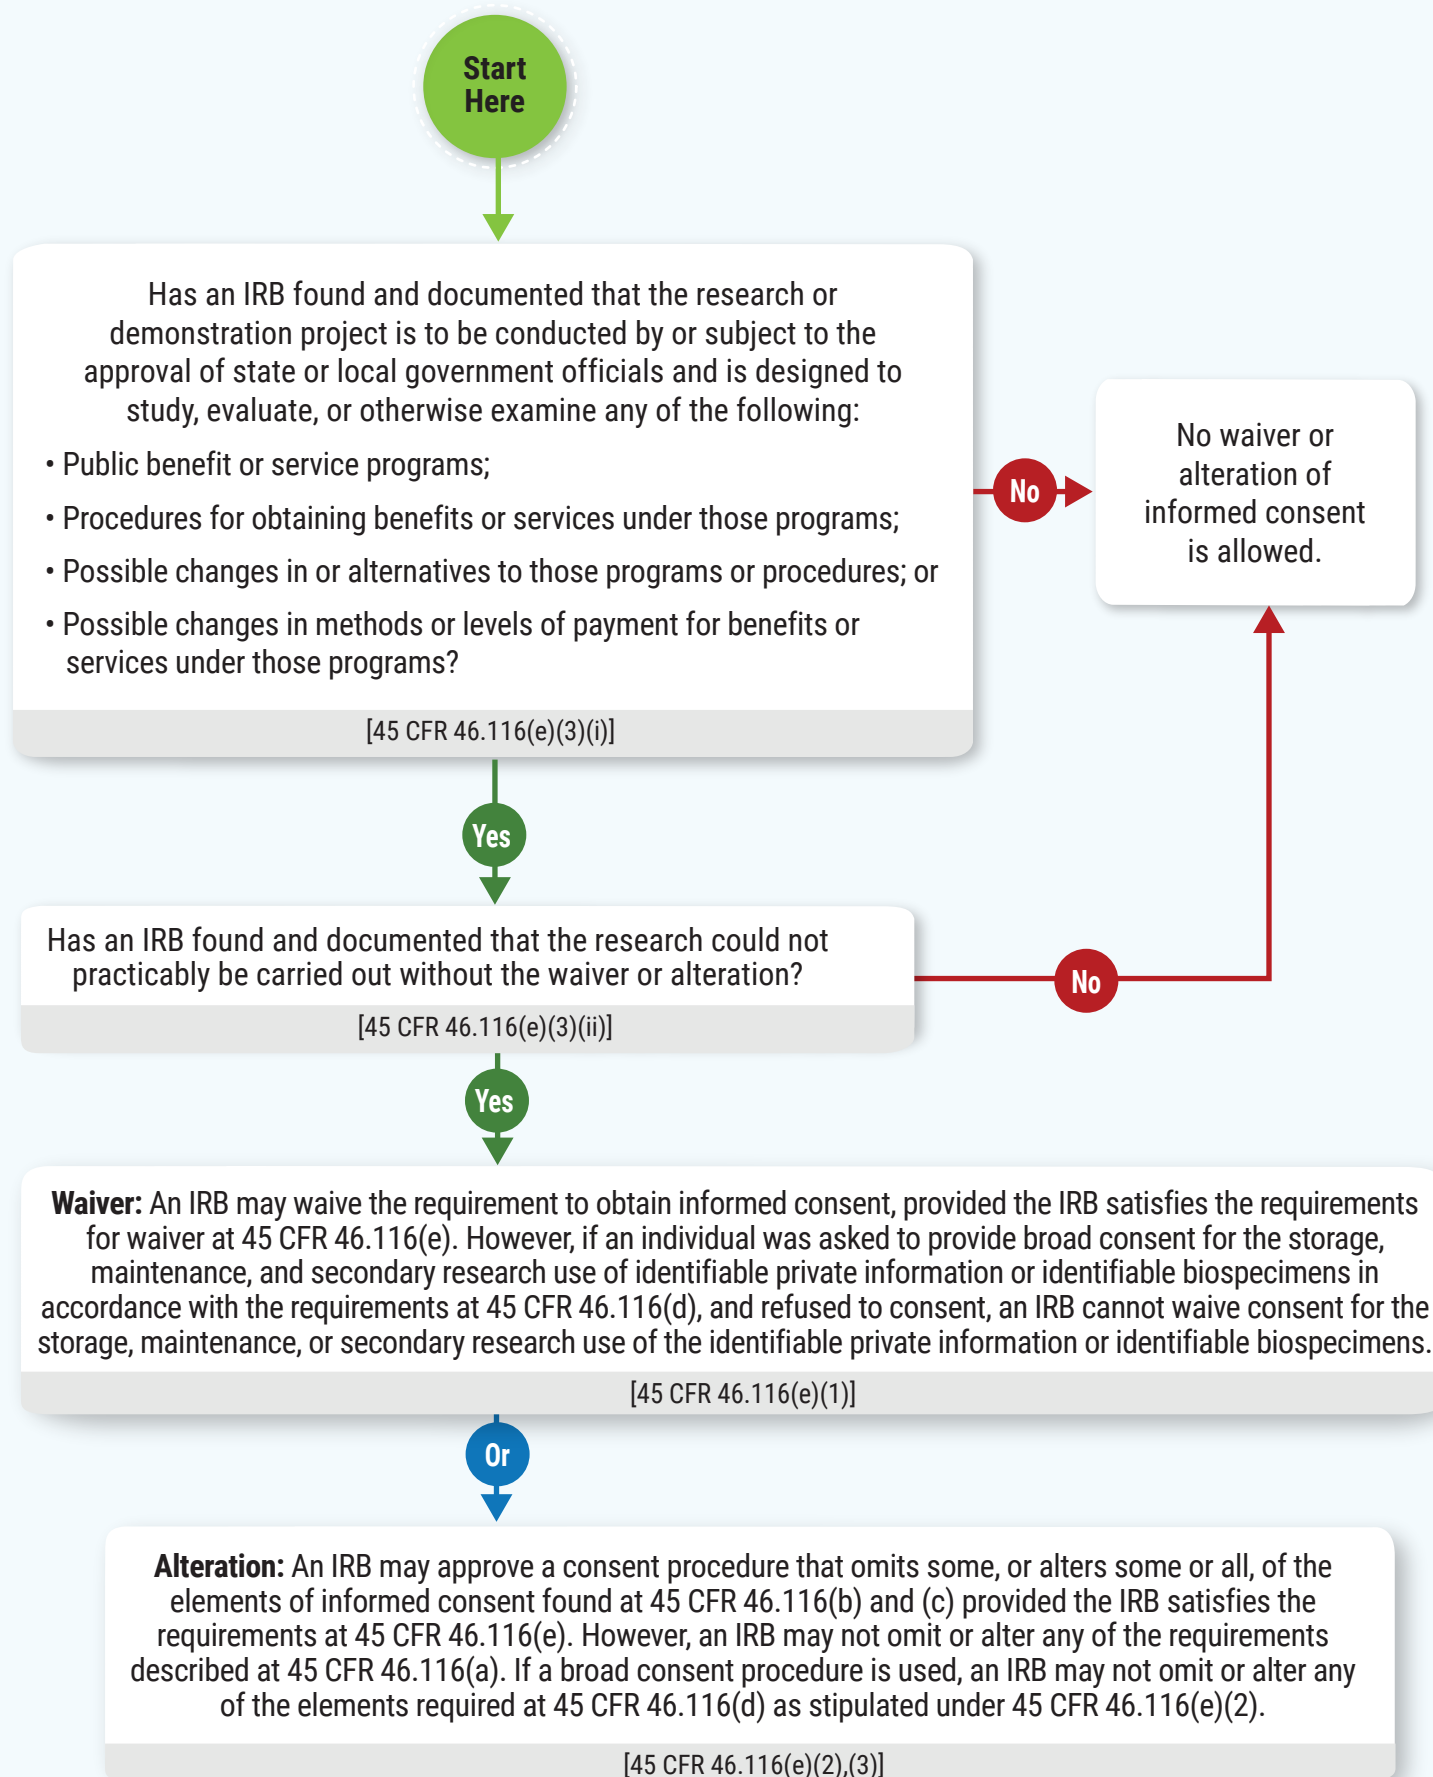 Start
Here
Has an IRB found and documented that the research or
demonstration project is to be conducted by or subject to the
approval of state or local government officials and is designed to
study, evaluate, or otherwise examine any of the following:
• Public benefit or service programs;
• Procedures for obtaining benefits or services under those programs;
• Possible changes in or alternatives to those programs or procedures; or
• Possible changes in methods or levels of payment for benefits or
services under those programs?
[45 CFR 46.116(e)(3)(i)]
No
No waiver or
alteration of
informed consent
is allowed.
Yes
Has an IRB found and documented that the research could not
practicably be carried out without the waiver or alteration?
[45 CFR 46.116(e)(3)(ii)]
No
Yes
Waiver: An IRB may waive the requirement to obtain informed consent, provided the IRB satisfies the requirements
for waiver at 45 CFR 46.116(e). However, if an individual was asked to provide broad consent for the storage,
maintenance, and secondary research use of identifiable private information or identifiable biospecimens in
accordance with the requirements at 45 CFR 46.116(d), and refused to consent, an IRB cannot waive consent for the
storage, maintenance, or secondary research use of the identifiable private information or identifiable biospecimens.
[45 CFR 46.116(e)(1)]
Or
Alteration: An IRB may approve a consent procedure that omits some, or alters some or all, of the
elements of informed consent found at 45 CFR 46.116(b) and (c) provided the IRB satisfies the
requirements at 45 CFR 46.116(e). However, an IRB may not omit or alter any of the requirements
described at 45 CFR 46.116(a). If a broad consent procedure is used, an IRB may not omit or alter any
of the elements required at 45 CFR 46.116(d) as stipulated under 45 CFR 46.116(e)(2).
[45 CFR 46.116(e)(2),(3)]